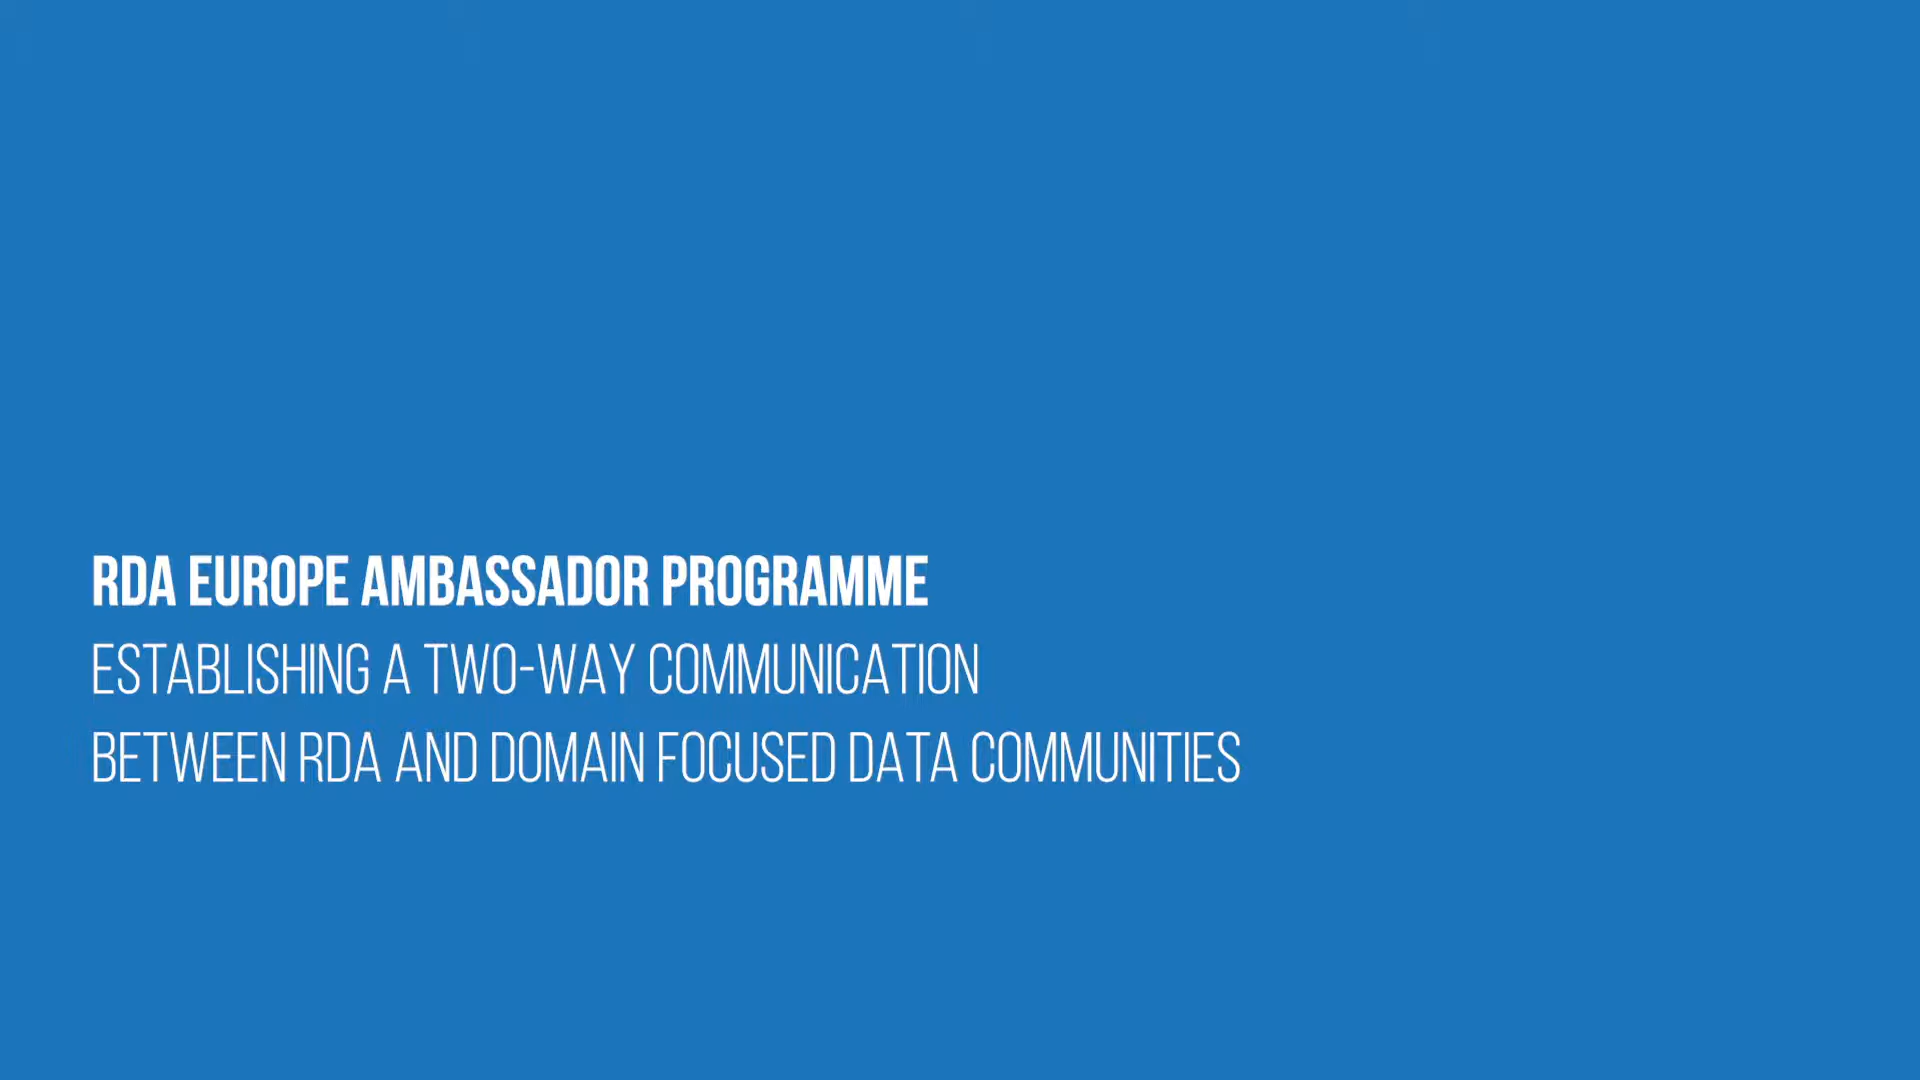 RDA EUROPE AMBASSADOR PROGRAMME
ESTABLISHING A TWO-WAY COMMUNICATION
BETWEEN RDA AND DOMAIN FOCUSED DATA COMMUNITIES